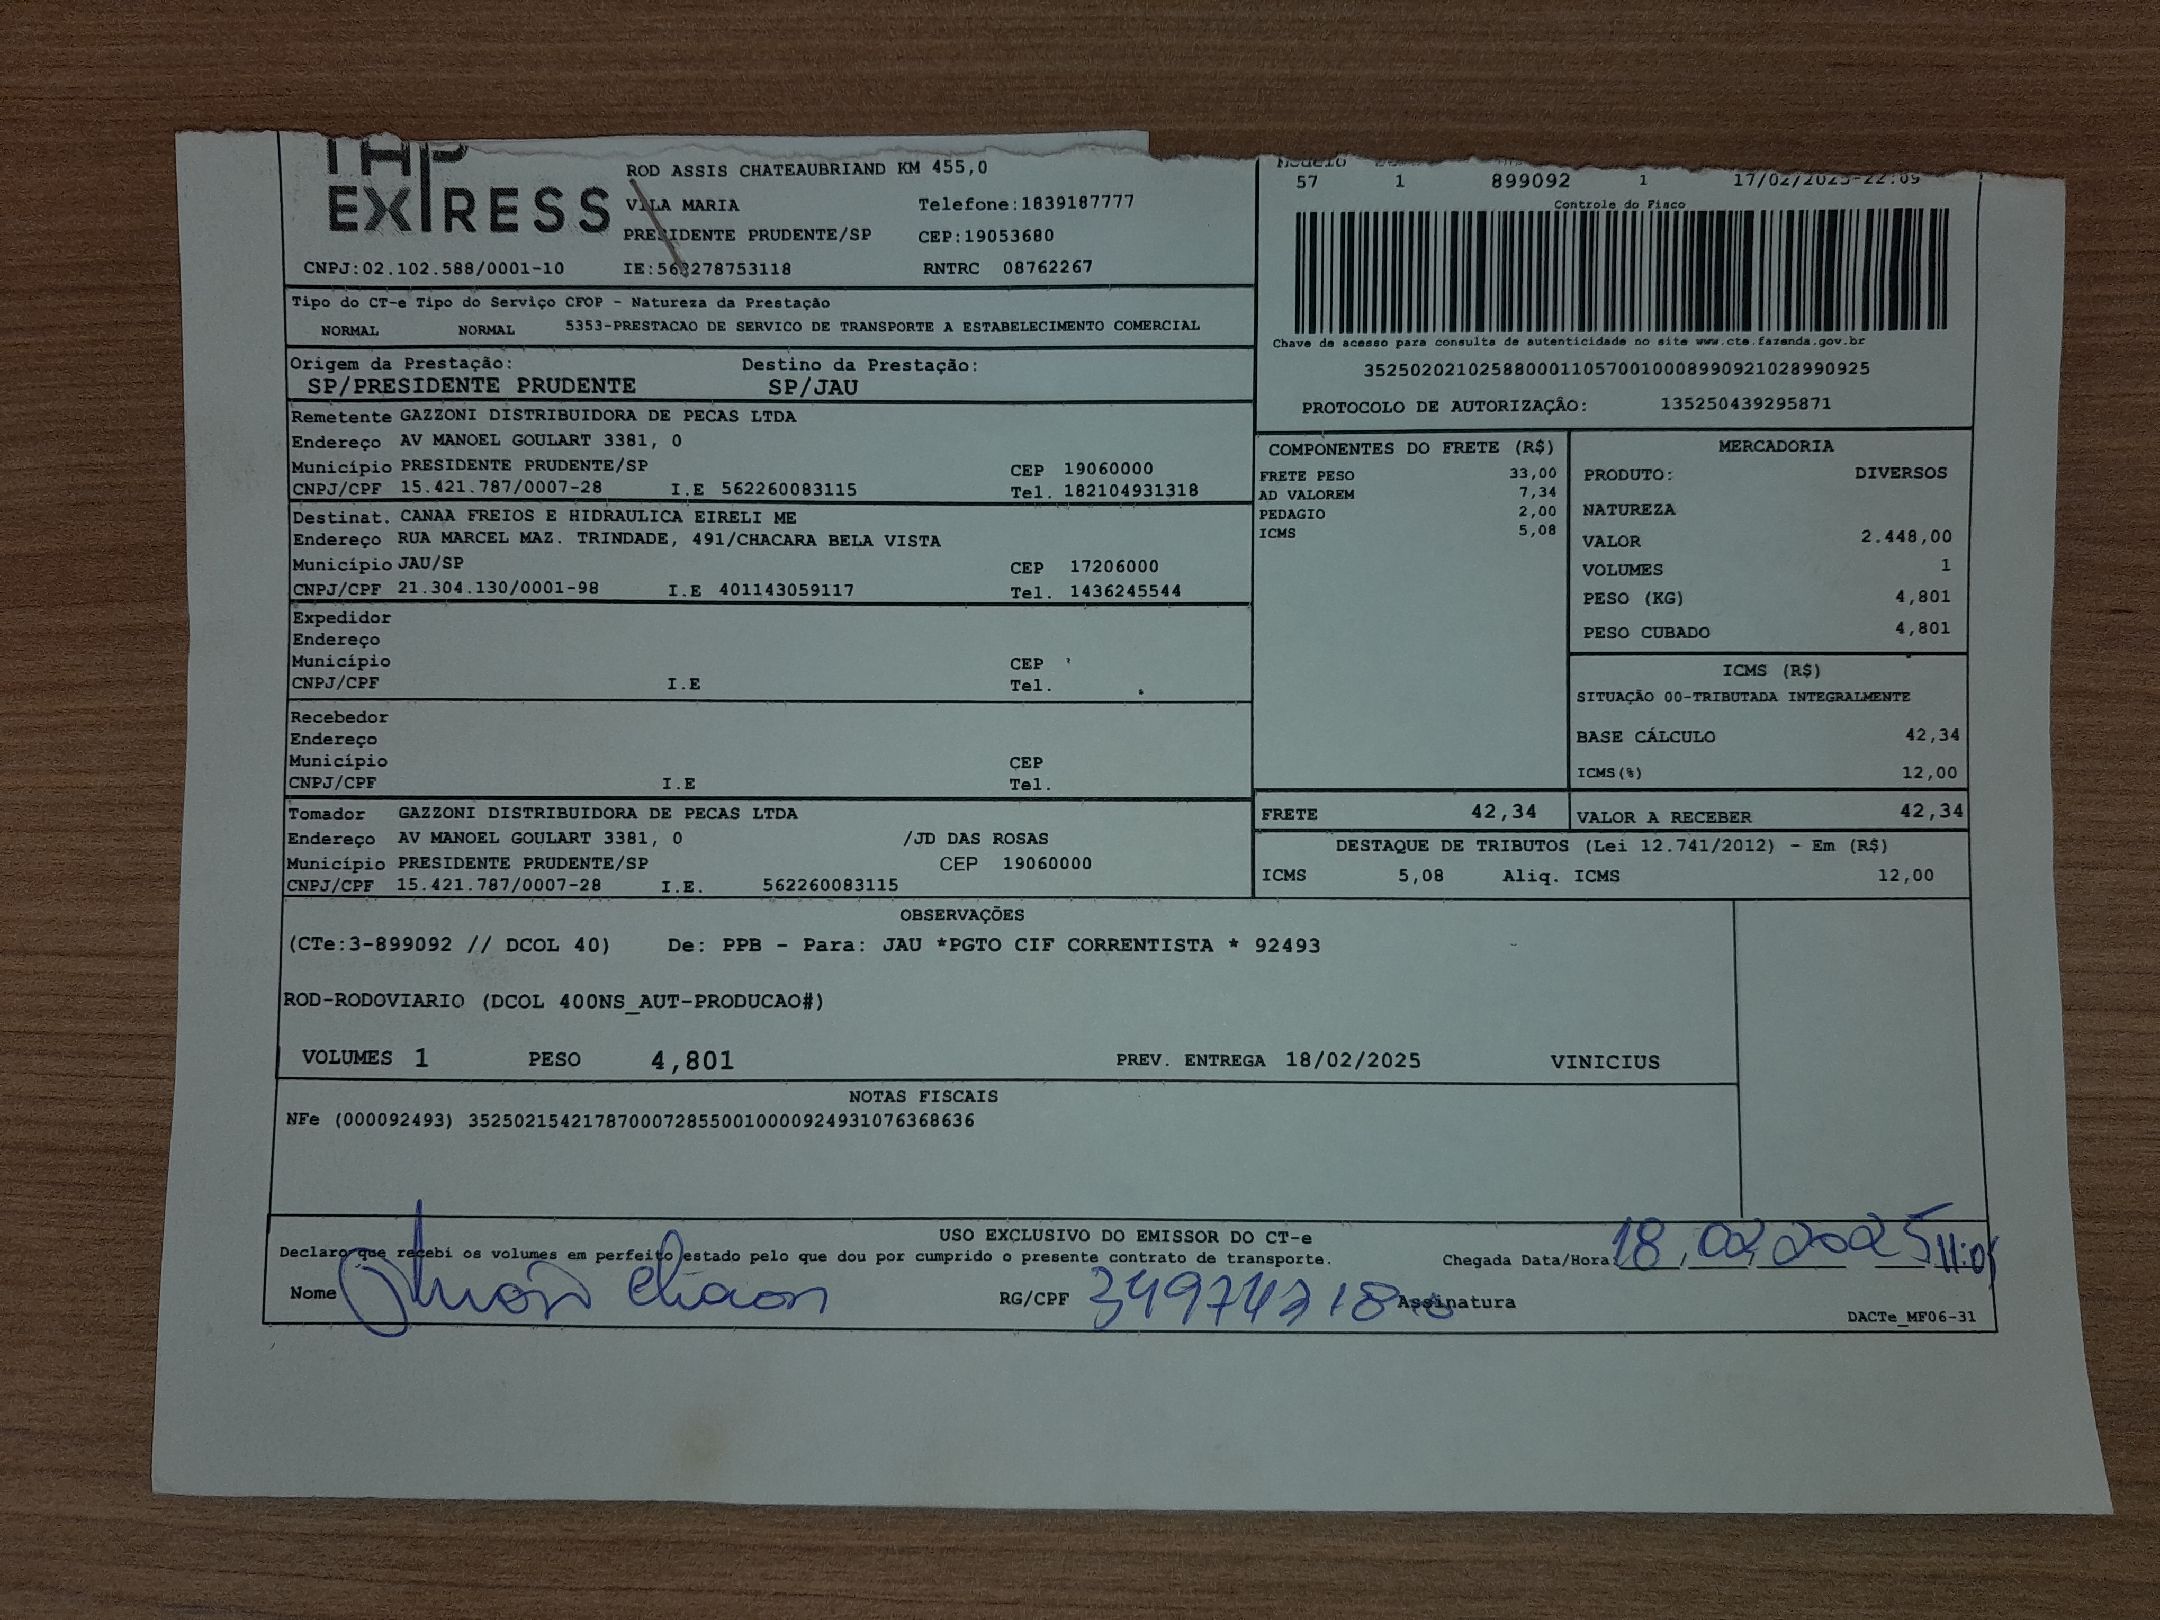 EXPRESS
ROD ASSIS CHATEAUBRIAND KM 455,0
VILA MARIA Telefone:1839187777
PRESIDENTE PRUDENTE/SP CEP:19053680
CNPJ:02.102.588/0001-10 IE:562278753118 RNTRC 08762267
Modelo
57 1 899092 1 17/02/2025-22:09
Controle do Fisco
Chave de acesso para consulta de autenticidade no site www.cte.fazenda.gov.br
35250202102588000110570010008990921028990925
PROTOCOLO DE AUTORIZAÇÃO: 135250439295871
Tipo do CT-e Tipo do Serviço CFOP - Natureza da Prestação
NORMAL NORMAL 5353-PRESTACAO DE SERVICO DE TRANSPORTE A ESTABELECIMENTO COMERCIAL
Origem da Prestação: Destino da Prestação:
SP/PRESIDENTE PRUDENTE SP/JAU
Remetente GAZZONI DISTRIBUIDORA DE PECAS LTDA
Endereço AV MANOEL GOULART 3381, 0
Município PRESIDENTE PRUDENTE/SP CEP 19060000
CNPJ/CPF 15.421.787/0007-28 I.E 562260083115 Tel. 182104931318
Destinat. CANAA FREIOS E HIDRAULICA EIRELI ME
Endereço RUA MARCEL MAZ. TRINDADE, 491/CHACARA BELA VISTA
Município JAU/SP CEP 17206000
CNPJ/CPF 21.304.130/0001-98 I.E 401143059117 Tel. 1436245544
Expedidor
Endereço
Município CEP
CNPJ/CPF I.E Tel.
Recebedor
Endereço
Município CEP
CNPJ/CPF I.E Tel.
Tomador GAZZONI DISTRIBUIDORA DE PECAS LTDA
Endereço AV MANOEL GOULART 3381, 0 /JD DAS ROSAS
Município PRESIDENTE PRUDENTE/SP CEP 19060000
CNPJ/CPF 15.421.787/0007-28 I.E. 562260083115
COMPONENTES DO FRETE (R$)
FRETE PESO 33,00
AD VALOREM 7,34
PEDAGIO 2,00
ICMS 5,08
MERCADORIA
PRODUTO: DIVERSOS
NATUREZA
VALOR 2.448,00
VOLUMES 1
PESO (KG) 4,801
PESO CUBADO 4,801
ICMS (R$)
SITUAÇÃO 00-TRIBUTADA INTEGRALMENTE
BASE CÁLCULO 42,34
ICMS(%) 12,00
FRETE 42,34 VALOR A RECEBER 42,34
DESTAQUE DE TRIBUTOS (Lei 12.741/2012) - Em (R$)
ICMS 5,08 Aliq. ICMS 12,00
OBSERVAÇÕES
(CTe:3-899092 // DCOL 40) De: PPB - Para: JAU *PGTO CIF CORRENTISTA * 92493
ROD-RODOVIARIO (DCOL 400NS_AUT-PRODUCAO#)
VOLUMES 1 PESO 4,801 PREV. ENTREGA 18/02/2025 VINICIUS
NOTAS FISCAIS
NFe (000092493) 35250215421787000728550010000924931076368636
USO EXCLUSIVO DO EMISSOR DO CT-e
Declaro que recebi os volumes em perfeito estado pelo que dou por cumprido o presente contrato de transporte. Chegada Data/Hora 18.02.2025
Nome RG/CPF Assinatura
DACTe_MF06-31